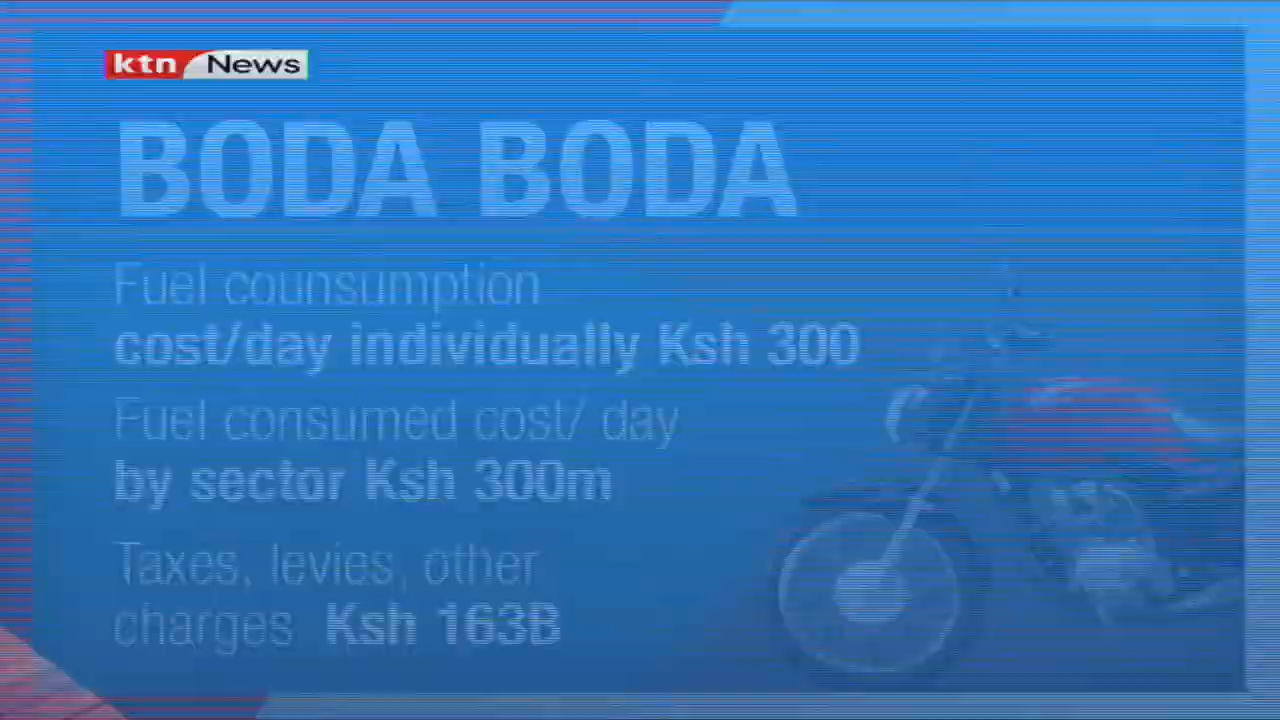 ktn News
BODA BODA
Fuel counsumption
cost/day individually Ksh 300
Fuel consumed cost/ day
by sector Ksh 300m
Taxes, levies, other
charges Ksh 163B